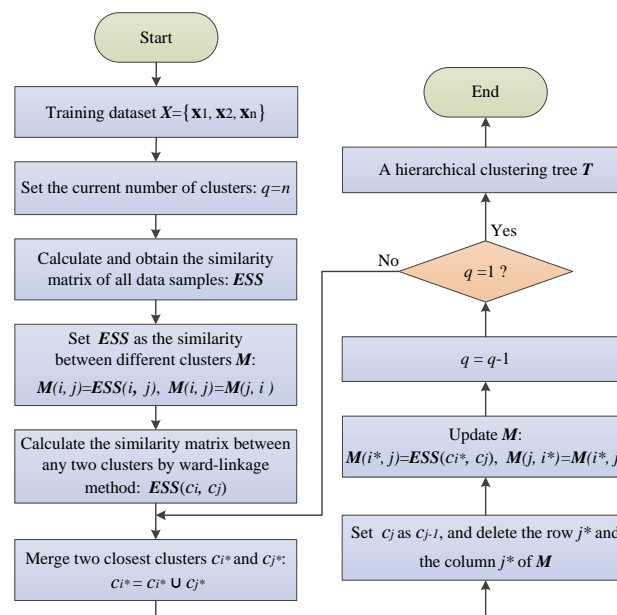 Start
Training dataset X={x1, x2, xn}
Set the current number of clusters: q=n
Calculate and obtain the similarity
matrix of all data samples: ESS
Set ESS as the similarity
between different clusters M:
M(i, j)=ESS(i, j), M(i, j)=M(j, i )
Calculate the similarity matrix between
any two clusters by ward-linkage
method: ESS(ci, cj)
Merge two closest clusters ci* and cj*:
ci* = ci* ∪ cj*
End
A hierarchical clustering tree T
Yes
No
q =1 ?
q = q-1
Update M:
M(i*, j)=ESS(ci*, cj), M(j, i*)=M(i*, j
Set cj as cj-1, and delete the row j* and
the column j* of M